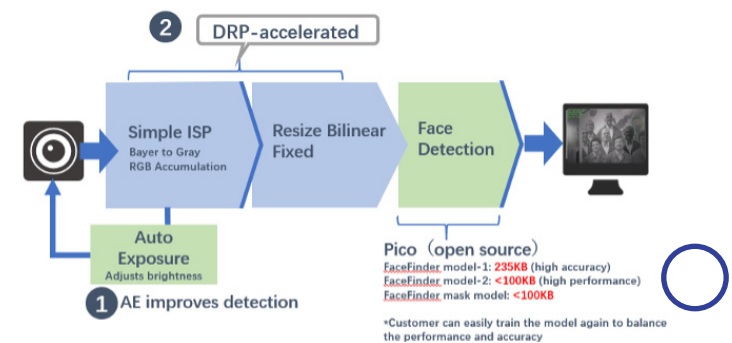 2
DRP-accelerated
Simple ISP
Bayer to Gray
RGB Accumulation
Resize Bilinear
Fixed
Face
Detection
Auto
Exposure
Adjusts brightness
1 AE improves detection
Pico（open source）
FaceFinder model-1: 235KB (high accuracy)
FaceFinder model-2: <100KB (high performance)
FaceFinder mask model: <100KB
*Customer can easily train the model again to balance
the performance and accuracy